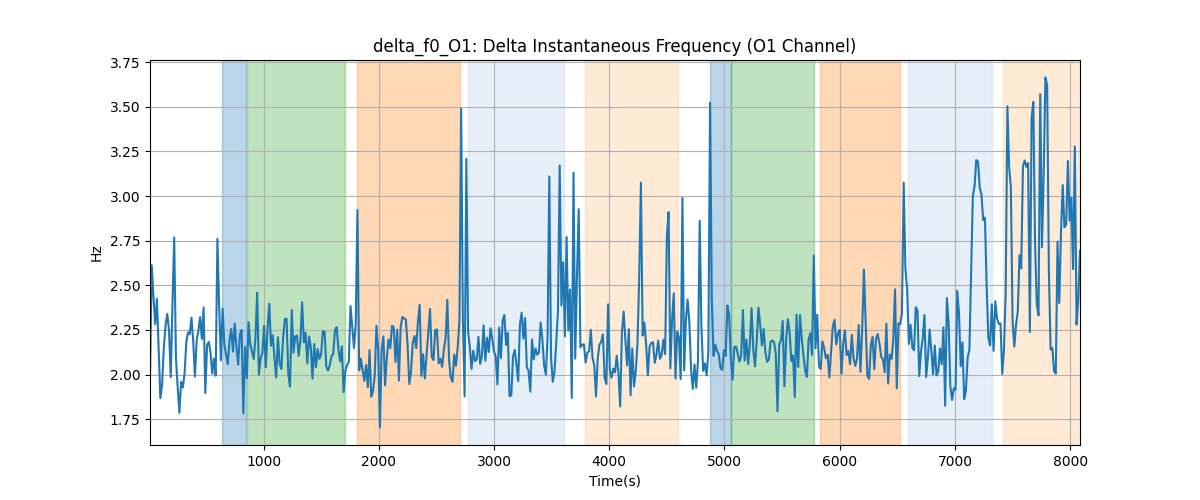 delta_f0_O1: Delta Instantaneous Frequency (O1 Channel)
3.75
3.50
3.25
3.00
2.75
2.50
2.25
2.00
1.75
Hz
1000 2000 3000 4000 5000 6000 7000 8000
Time(s)